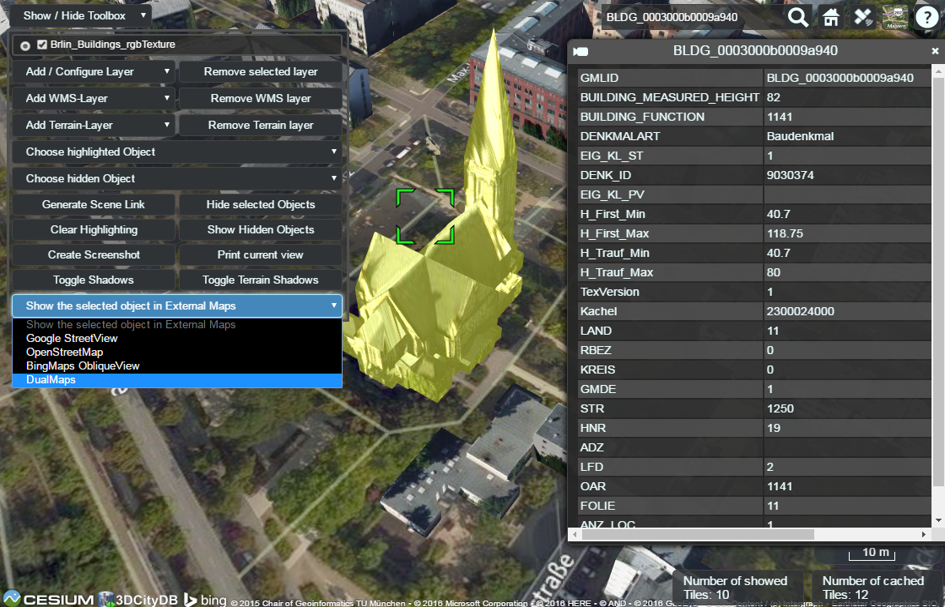 Show / Hide Toolbox
BLDG_0003000b0009a940
Brlin_Buildings_rgbTexture
Add / Configure Layer
Remove selected layer
Add WMS-Layer
Remove WMS layer
Add Terrain-Layer
Remove Terrain layer
Choose highlighted Object
Choose hidden Object
Generate Scene Link
Hide selected Objects
Clear Highlighting
Show Hidden Objects
Create Screenshot
Print current view
Toggle Shadows
Toggle Terrain Shadows
Show the selected object in External Maps
Show the selected object in External Maps
Google StreetView
OpenStreetMap
BingMaps ObliqueView
DualMaps
BLDG_0003000b0009a940
GMLID BLDG_0003000b0009a940
BUILDING_MEASURED_HEIGHT 82
BUILDING_FUNCTION 1141
DENKMALART Baudenkmal
EIG_KL_ST 1
DENK_ID 9030374
EIG_KL_PV
H_First_Min 40.7
H_First_Max 118.75
H_Trauf_Min 40.7
H_Trauf_Max 80
TexVersion 1
Kachel 2300024000
LAND 11
RBEZ 0
KREIS 0
GMDE 1
STR 1250
HNR 19
ADZ
LFD 2
OAR 1141
FOLIE 11
ANZ_LOC 1
10 m
Number of showed Tiles: 10
Number of cached Tiles: 12
straße
CESIUM 3DCityDB bing © 2015 Chair of Geoinformatics TU München - © 2016 Microsoft Corporation - © 2016 HERE - © AND - © 2016